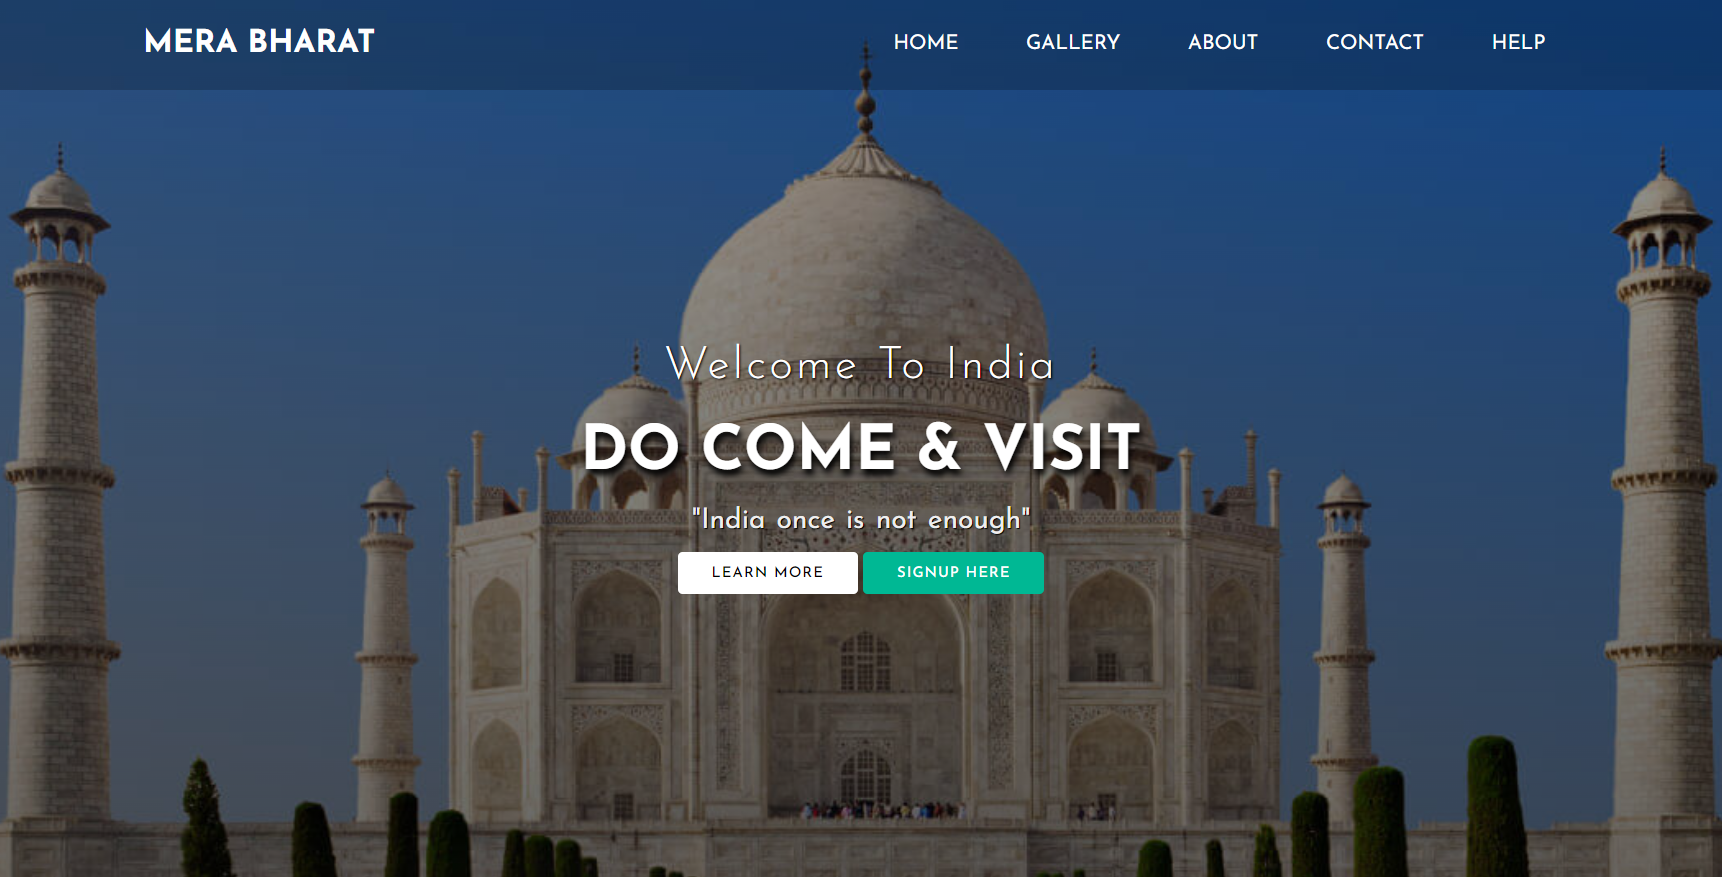 MERA BHARAT
HOME GALLERY ABOUT CONTACT HELP
Welcome To India
DO COME & VISIT
"India once is not enough"
LEARN MORE SIGNUP HERE